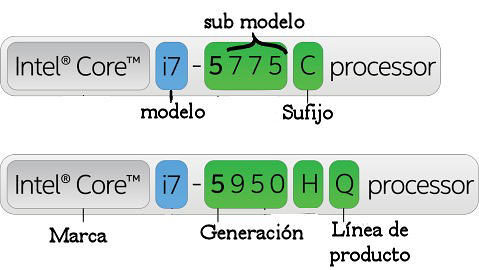 sub modelo
Intel® Core™ i7 - 5775 C processor
modelo
Sufijo
Intel® Core™ i7 - 5950 H Q processor
Marca
Generación
Línea de
producto